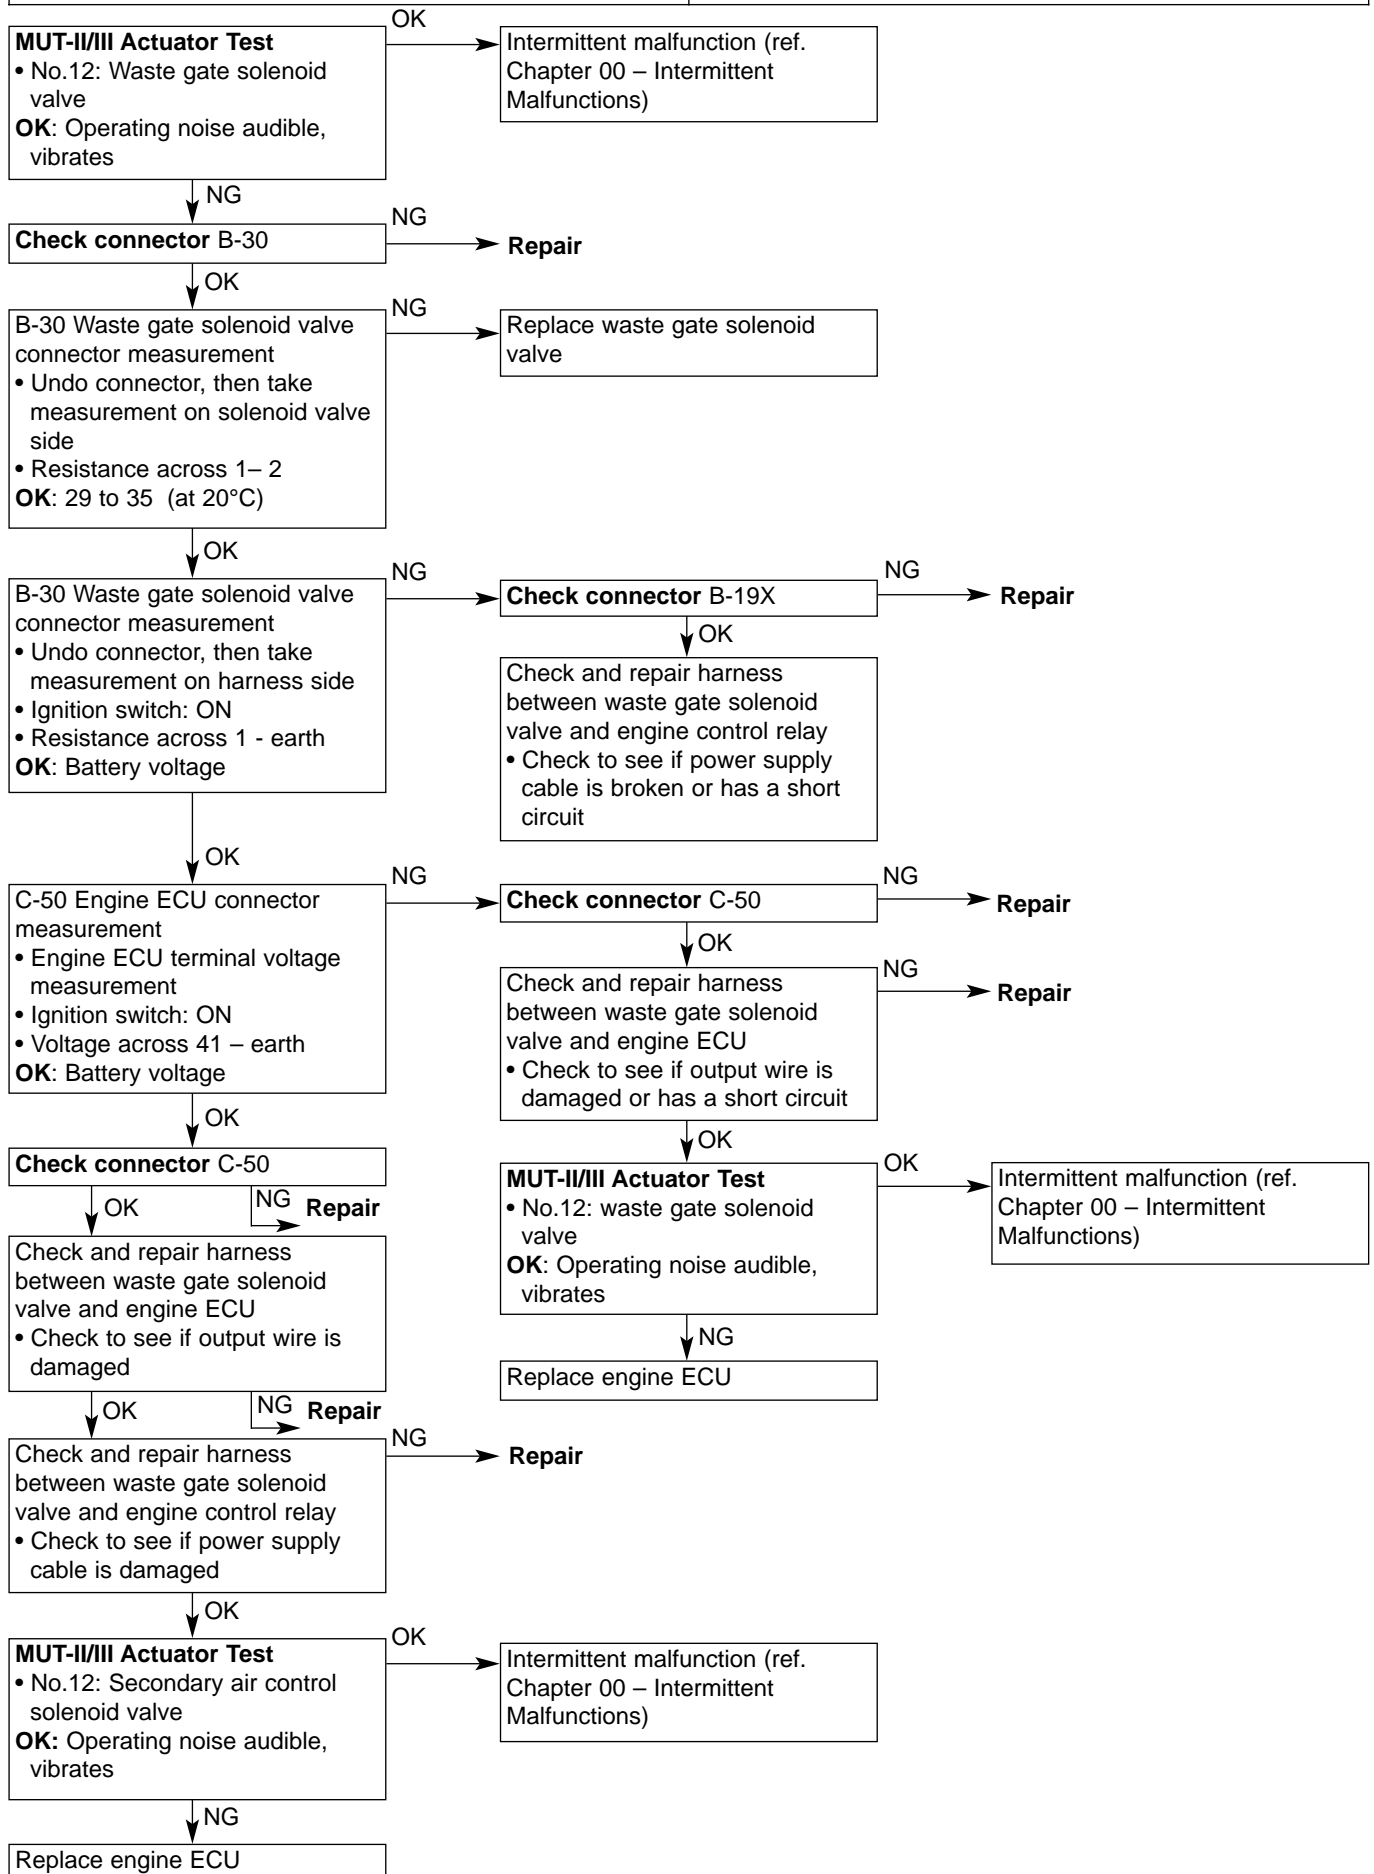 OK
MUT-II/III Actuator Test
• No.12: Waste gate solenoid
valve
OK: Operating noise audible,
vibrates
Intermittent malfunction (ref.
Chapter 00 – Intermittent
Malfunctions)
NG
Check connector B-30
NG
Repair
OK
B-30 Waste gate solenoid valve
connector measurement
• Undo connector, then take
measurement on solenoid valve
side
• Resistance across 1– 2
OK: 29 to 35 (at 20°C)
NG
Replace waste gate solenoid
valve
OK
B-30 Waste gate solenoid valve
connector measurement
• Undo connector, then take
measurement on harness side
• Ignition switch: ON
• Resistance across 1 - earth
OK: Battery voltage
NG
Check connector B-19X
NG
Repair
OK
Check and repair harness
between waste gate solenoid
valve and engine control relay
• Check to see if power supply
cable is broken or has a short
circuit
OK
C-50 Engine ECU connector
measurement
• Engine ECU terminal voltage
measurement
• Ignition switch: ON
• Voltage across 41 – earth
OK: Battery voltage
NG
Check connector C-50
NG
Repair
OK
Check and repair harness
between waste gate solenoid
valve and engine ECU
• Check to see if output wire is
damaged or has a short circuit
NG
Repair
OK
MUT-II/III Actuator Test
• No.12: waste gate solenoid
valve
OK: Operating noise audible,
vibrates
OK
Intermittent malfunction (ref.
Chapter 00 – Intermittent
Malfunctions)
NG
Replace engine ECU
OK
Check connector C-50
OK
NG
Repair
Check and repair harness
between waste gate solenoid
valve and engine ECU
• Check to see if output wire is
damaged
OK
NG
Repair
Check and repair harness
between waste gate solenoid
valve and engine control relay
• Check to see if power supply
cable is damaged
NG
Repair
OK
MUT-II/III Actuator Test
• No.12: Secondary air control
solenoid valve
OK: Operating noise audible,
vibrates
OK
Intermittent malfunction (ref.
Chapter 00 – Intermittent
Malfunctions)
NG
Replace engine ECU